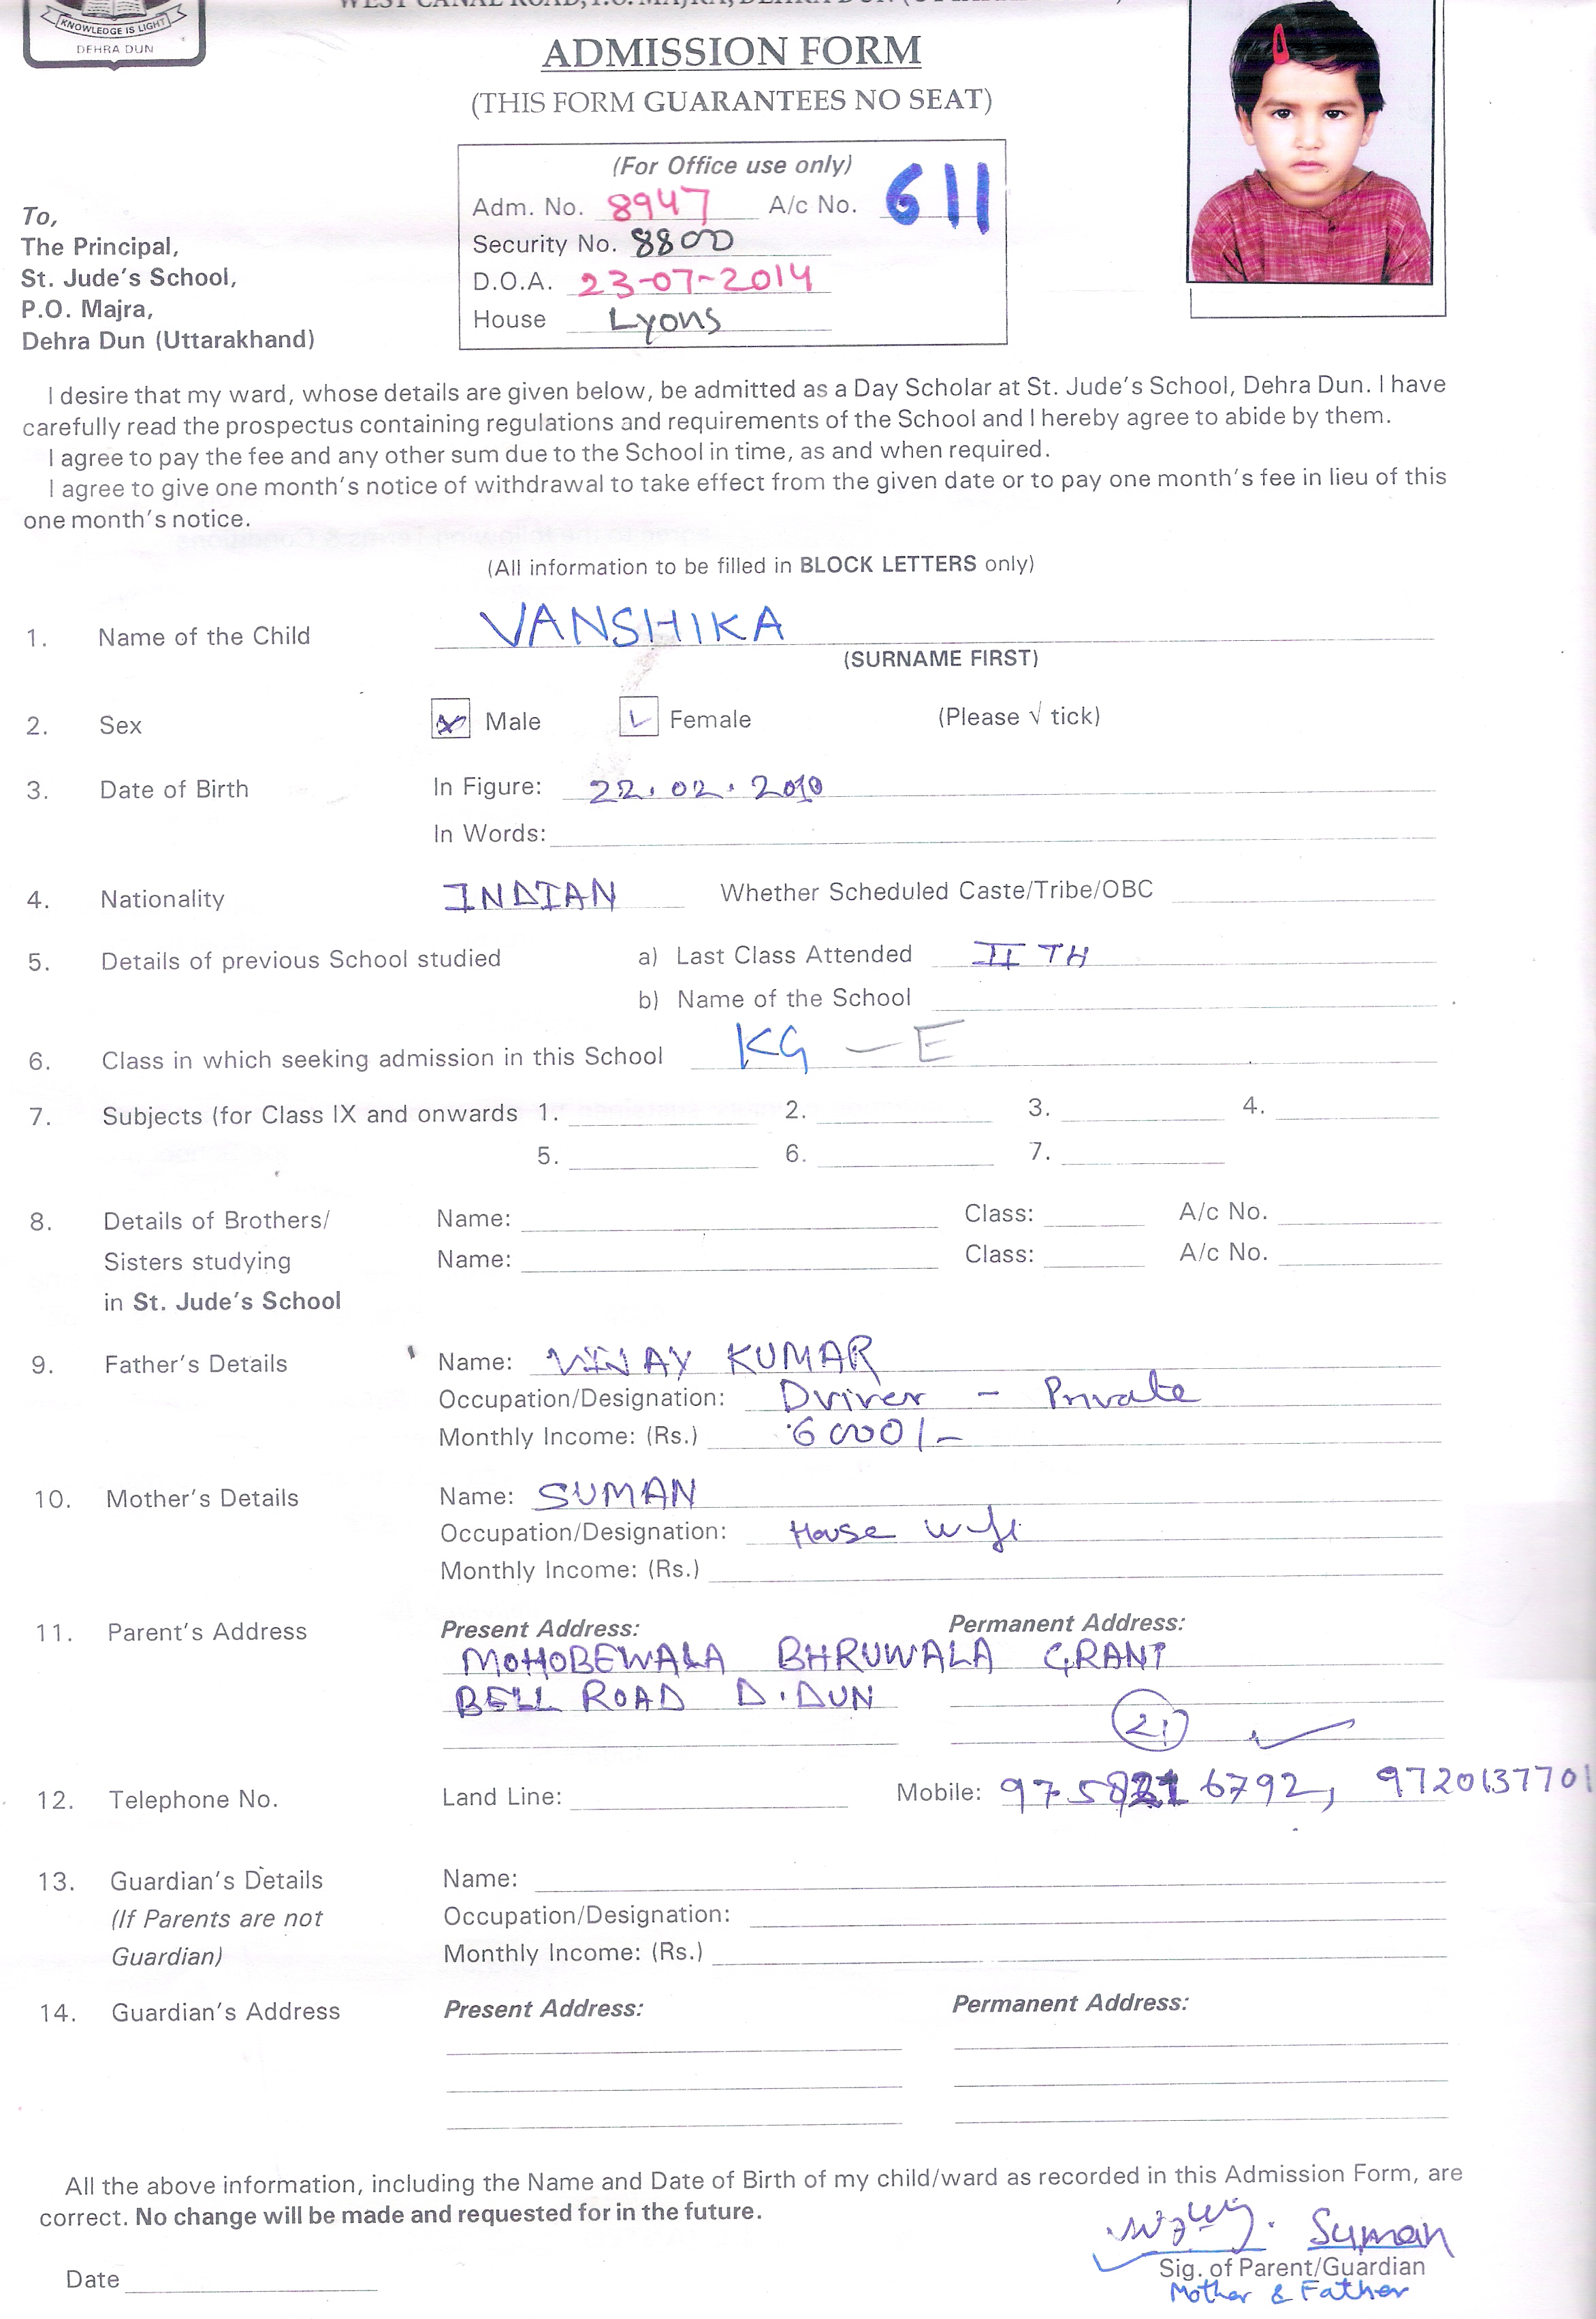 KNOWLEDGE IS LIGHT
DEHRA DUN
ADMISSION FORM
(THIS FORM GUARANTEES NO SEAT)
(For Office use only)
Adm. No. 8947 A/c No. 611
Security No. 8800
D.O.A. 23-07-2014
House Lyons
To,
The Principal,
St. Jude's School,
P.O. Majra,
Dehra Dun (Uttarakhand)
I desire that my ward, whose details are given below, be admitted as a Day Scholar at St. Jude's School, Dehra Dun. I have
carefully read the prospectus containing regulations and requirements of the School and I hereby agree to abide by them.
I agree to pay the fee and any other sum due to the School in time, as and when required.
I agree to give one month's notice of withdrawal to take effect from the given date or to pay one month's fee in lieu of this
one month's notice.
(All information to be filled in BLOCK LETTERS only)
1. Name of the Child VANSHIKA
(SURNAME FIRST)
2. Sex Male Female (Please √ tick)
3. Date of Birth In Figure: 22.02.2010
In Words:
4. Nationality INDIAN Whether Scheduled Caste/Tribe/OBC
5. Details of previous School studied a) Last Class Attended II TH
b) Name of the School
6. Class in which seeking admission in this School KG - E
7. Subjects (for Class IX and onwards 1. 2. 3. 4.
5. 6. 7.
8. Details of Brothers/ Name: Class: A/c No.
Sisters studying Name: Class: A/c No.
in St. Jude's School
9. Father's Details Name: VIJAY KUMAR
Occupation/Designation: Driver - Private
Monthly Income: (Rs.) 6000/-
10. Mother's Details Name: SUMAN
Occupation/Designation: House wife
Monthly Income: (Rs.)
11. Parent's Address Present Address: Permanent Address:
MOHOBEWALA BHRUWALA GRANT
BELL ROAD D.DUN
21
12. Telephone No. Land Line: Mobile: 6792, 9720137701
13. Guardian's Details Name:
(If Parents are not Occupation/Designation:
Guardian) Monthly Income: (Rs.)
14. Guardian's Address Present Address: Permanent Address:
All the above information, including the Name and Date of Birth of my child/ward as recorded in this Admission Form, are
correct. No change will be made and requested for in the future.
Suman
Sig. of Parent/Guardian
Mother & Father
Date